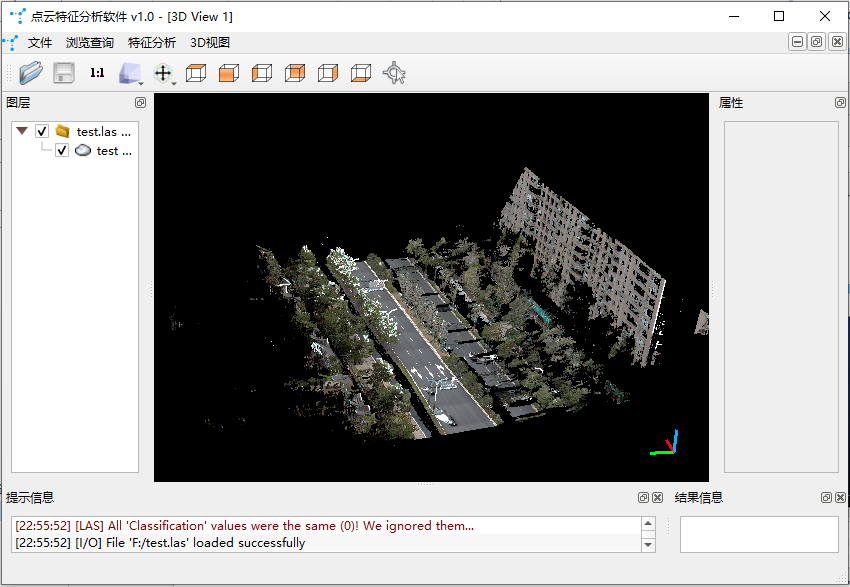 点云特征分析软件 v1.0 - [3D View 1]
文件 浏览查询 特征分析 3D视图
1:1
图层
属性
test.las ...
test ...
提示信息
结果信息
[22:55:52] [LAS] All 'Classification' values were the same (0)! We ignored them...
[22:55:52] [I/O] File 'F:/test.las' loaded successfully